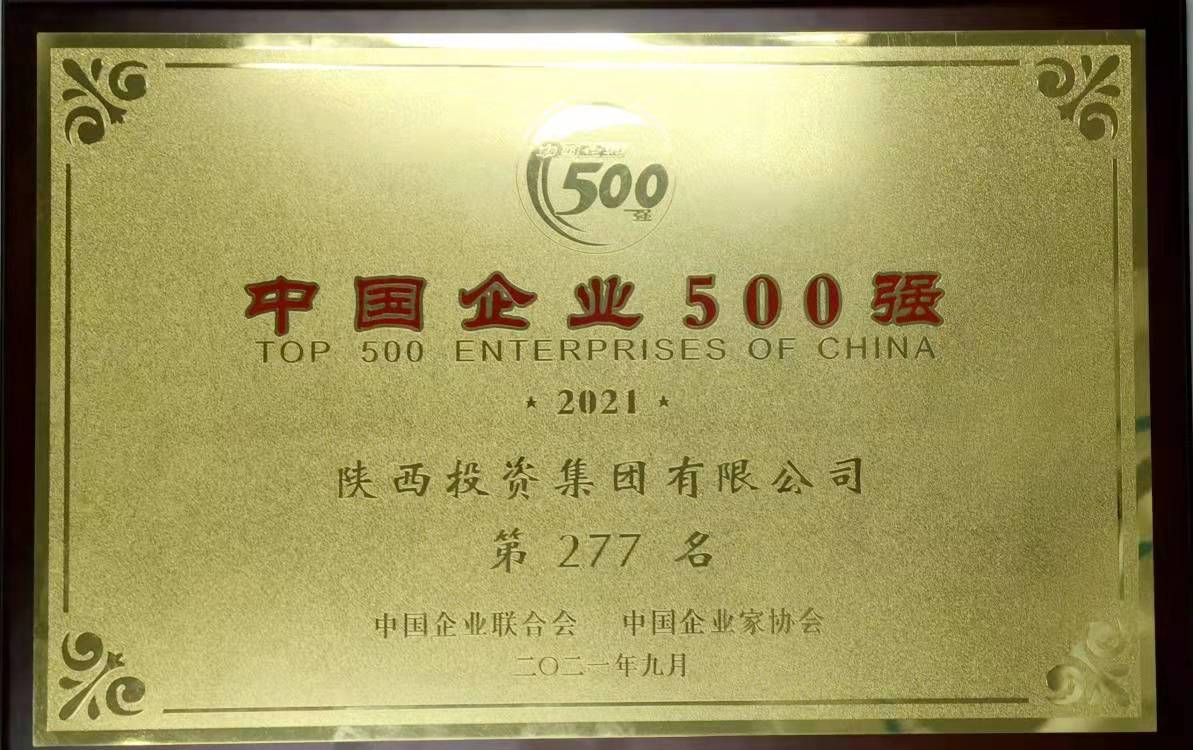 500
强
中国企业500强
TOP 500 ENTERPRISES OF CHINA
★ 2021 ★
陕西投资集团有限公司
第 277 名
中国企业联合会 中国企业家协会
二〇二一年九月